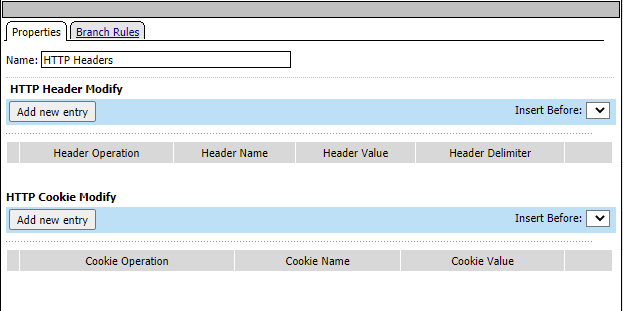 Properties Branch Rules
Name: HTTP Headers
HTTP Header Modify
Add new entry Insert Before:
Header Operation Header Name Header Value Header Delimiter
HTTP Cookie Modify
Add new entry Insert Before:
Cookie Operation Cookie Name Cookie Value